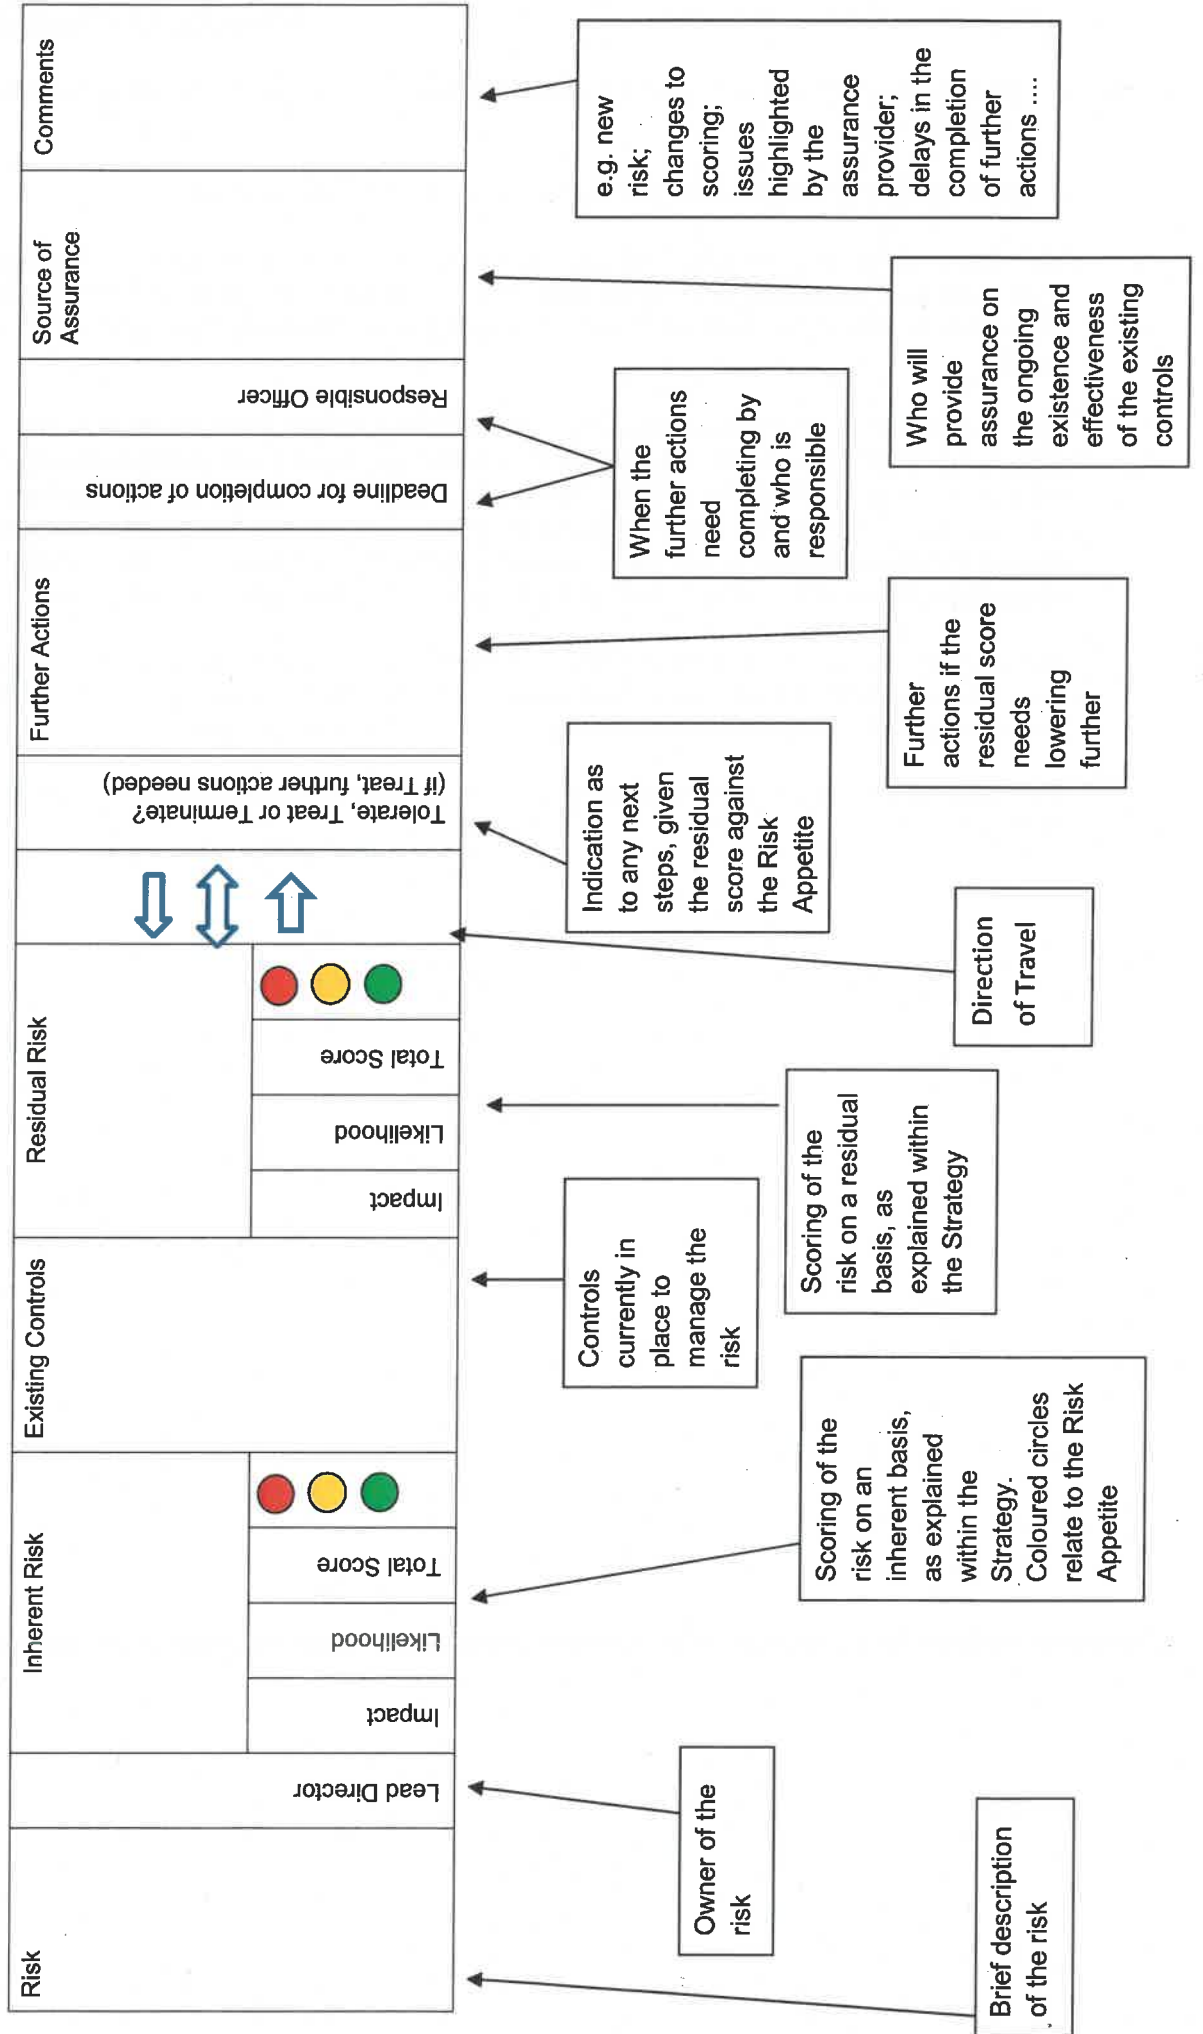 Risk
Lead Director
Inherent Risk
Impact
Likelihood
Total Score
Existing Controls
Residual Risk
Impact
Likelihood
Total Score
Tolerate, Treat or Terminate?
(if Treat, further actions needed)
Further Actions
Deadline for completion of actions
Responsible Officer
Source of
Assurance
Comments
Brief description
of the risk
Owner of the
risk
Scoring of the
risk on an
inherent basis,
as explained
within the
Strategy.
Coloured circles
relate to the Risk
Appetite
Controls
currently in
place to
manage the
risk
Scoring of the
risk on a residual
basis, as
explained within
the Strategy
Direction
of Travel
Indication as
to any next
steps, given
the residual
score against
the Risk
Appetite
Further
actions if the
residual score
needs
lowering
further
When the
further actions
need
completing by
and who is
responsible
Who will
provide
assurance on
the ongoing
existence and
effectiveness
of the existing
controls
e.g. new
risk;
changes to
scoring;
issues
highlighted
by the
assurance
provider;
delays in the
completion
of further
actions ....